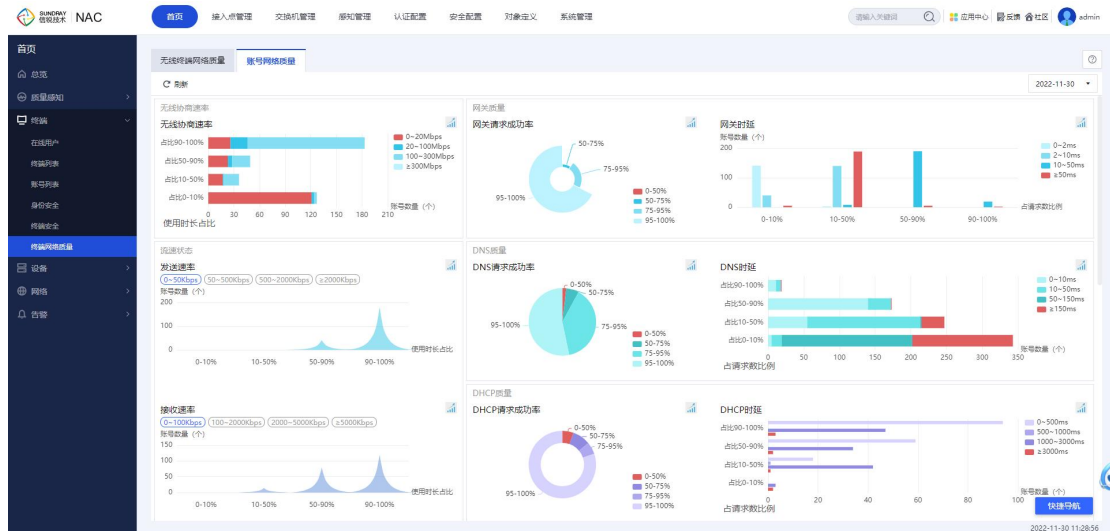 SUNDRAY
信锐技术
NAC
首页 接入点管理 交换机管理 感知管理 认证配置 安全配置 对象定义 系统管理
请输入关键词
应用中心 反馈 社区 admin
首页
总览
质量感知
终端
在线用户
终端列表
账号列表
身份安全
终端安全
终端网络质量
设备
网络
告警
无线终端网络质量 账号网络质量
刷新
2022-11-30
无线协商速率
无线协商速率
占比90-100%
占比50-90%
占比10-50%
占比0-10%
0 30 60 90 120 150 180 210
账号数量（个）
使用时长占比
0~20Mbps
20~100Mbps
100~300Mbps
≥300Mbps
网关质量
网关请求成功率
50-75%
75-95%
95-100%
0-50%
50-75%
75-95%
95-100%
网关时延
账号数量（个）
200
100
0
0-10% 10-50% 50-90% 90-100%
占请求数比例
0~2ms
2~10ms
10~50ms
≥50ms
流速状态
发送速率
0~50Kbps 50~500Kbps 500~2000Kbps ≥2000Kbps
账号数量（个）
200
100
0
0-10% 10-50% 50-90% 90-100%
使用时长占比
接收速率
0~100Kbps 100~2000Kbps 2000~5000Kbps ≥5000Kbps
账号数量（个）
150
100
50
0
0-10% 10-50% 50-90% 90-100%
使用时长占比
DNS质量
DNS请求成功率
0-50%
50-75%
75-95%
95-100%
0-50%
50-75%
75-95%
95-100%
DNS时延
占比90-100%
占比50-90%
占比10-50%
占比0-10%
0 50 100 150 200 250 300 350
账号数量（个）
占请求数比例
0~10ms
10~50ms
50~150ms
≥150ms
DHCP质量
DHCP请求成功率
0-50%
50-75%
75-95%
95-100%
0-50%
50-75%
75-95%
95-100%
DHCP时延
占比90-100%
占比50-90%
占比10-50%
占比0-10%
0 20 40 60 80 100
账号数量（个）
占请求数比例
0~500ms
500~1000ms
1000~3000ms
≥3000ms
快捷导航
2022-11-30 11:28:56